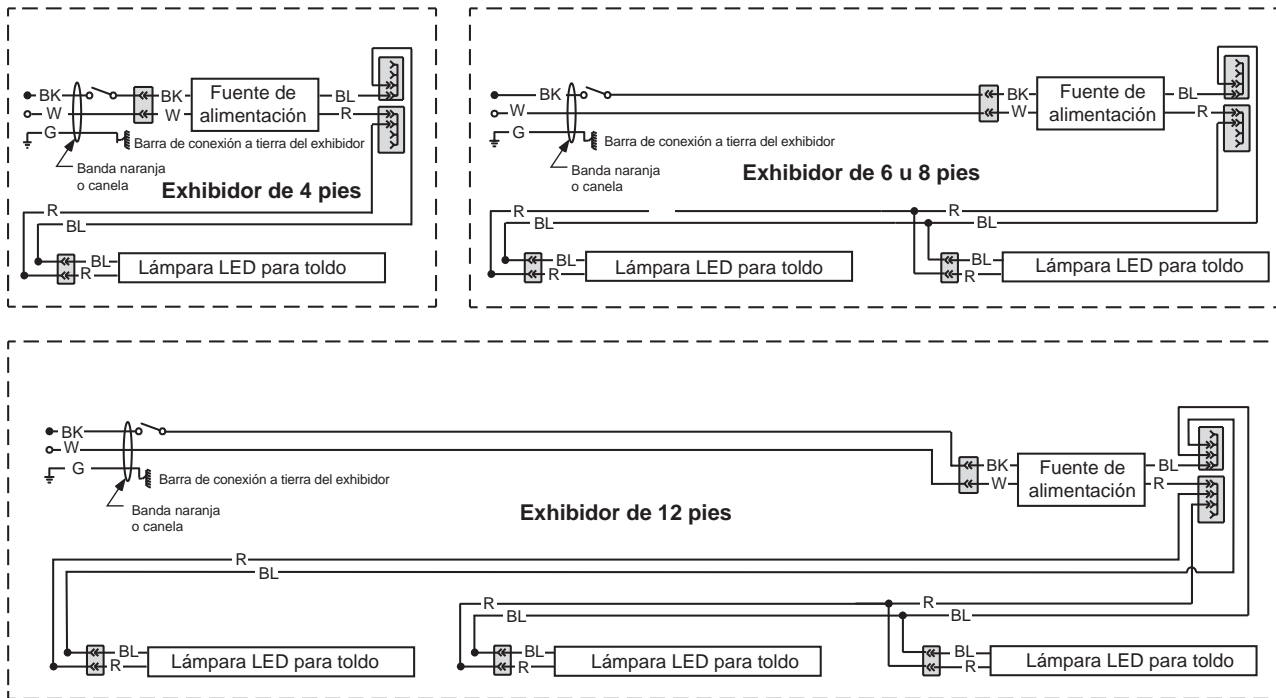 BK
W
G
BK
W
Fuente de
alimentación
BL
R
Barra de conexión a tierra del exhibidor
Banda naranja
o canela
Exhibidor de 4 pies
R
BL
BL
R
Lámpara LED para toldo
BK
W
G
BK
W
Fuente de
alimentación
BL
R
Barra de conexión a tierra del exhibidor
Banda naranja
o canela
Exhibidor de 6 u 8 pies
R
BL
R
BL
BL
R
Lámpara LED para toldo
BL
R
Lámpara LED para toldo
BK
W
G
Barra de conexión a tierra del exhibidor
Banda naranja
o canela
BK
W
Fuente de
alimentación
BL
R
Exhibidor de 12 pies
R
BL
R
BL
R
BL
BL
R
Lámpara LED para toldo
BL
R
Lámpara LED para toldo
BL
R
Lámpara LED para toldo